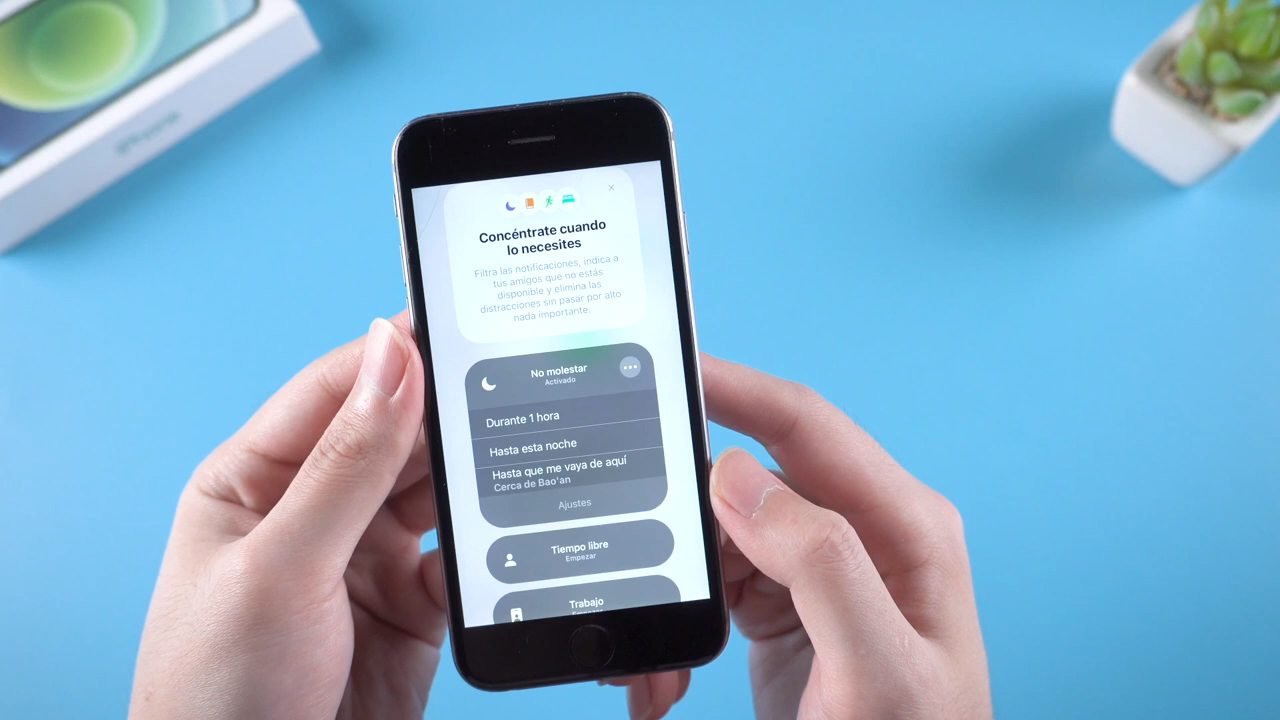 iPhone
Concéntrate cuando
lo necesites
Filtra las notificaciones, indica a
tus amigos que no estás
disponible y elimina las
distracciones sin pasar por alto
nada importante.
No molestar
Activado
Durante 1 hora
Hasta esta noche
Hasta que me vaya de aquí
Cerca de Bao'an
Ajustes
Tiempo libre
Empezar
Trabajo